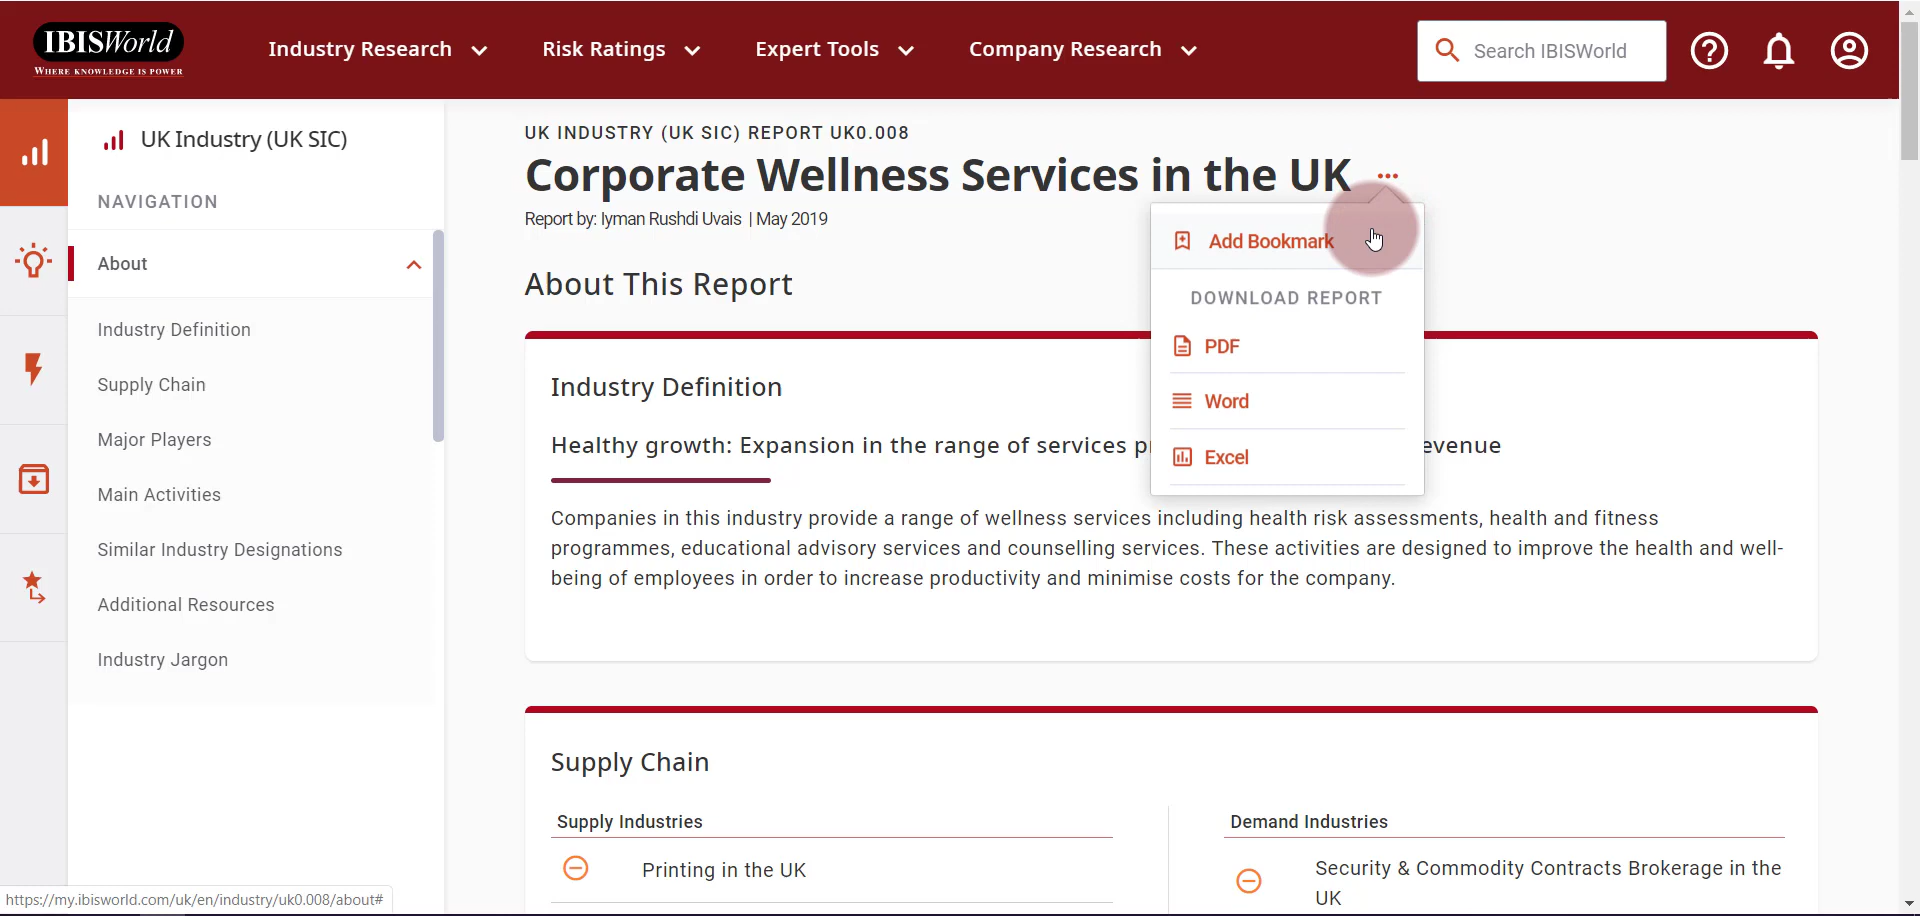 IBISWorld
WHERE KNOWLEDGE IS POWER
Industry Research
Risk Ratings
Expert Tools
Company Research
Search IBISWorld
UK Industry (UK SIC)
NAVIGATION
About
Industry Definition
Supply Chain
Major Players
Main Activities
Similar Industry Designations
Additional Resources
Industry Jargon
UK INDUSTRY (UK SIC) REPORT UK0.008
Corporate Wellness Services in the UK
Report by: Iyman Rushdi Uvais | May 2019
Add Bookmark
DOWNLOAD REPORT
PDF
Word
Excel
About This Report
Industry Definition
Healthy growth: Expansion in the range of services p evenue
Companies in this industry provide a range of wellness services including health risk assessments, health and fitness
programmes, educational advisory services and counselling services. These activities are designed to improve the health and well-
being of employees in order to increase productivity and minimise costs for the company.
Supply Chain
Supply Industries
Printing in the UK
Demand Industries
Security & Commodity Contracts Brokerage in the
UK
https://my.ibisworld.com/uk/en/industry/uk0.008/about#